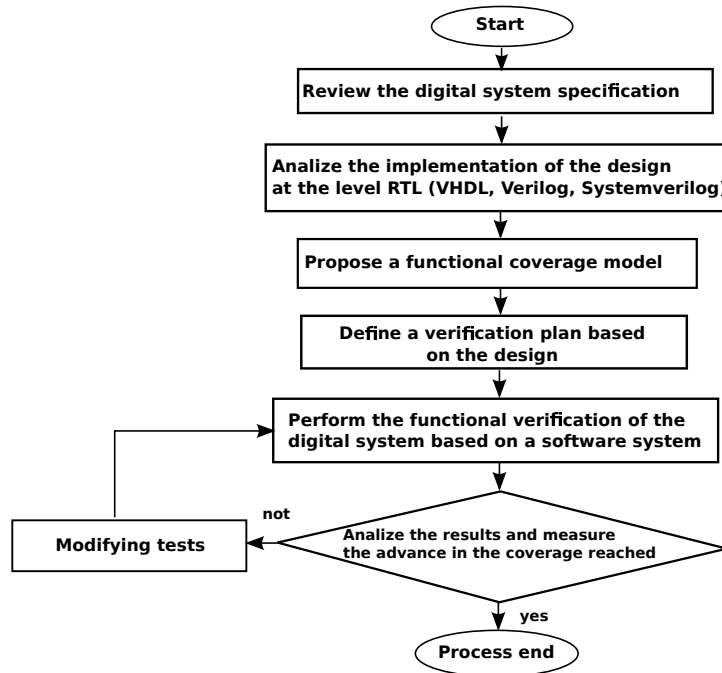 Start
Review the digital system specification
Analize the implementation of the design
at the level RTL (VHDL, Verilog, Systemverilog)
Propose a functional coverage model
Define a verification plan based
on the design
Perform the functional verification of the
digital system based on a software system
not
Modifying tests
Analize the results and measure
the advance in the coverage reached
yes
Process end